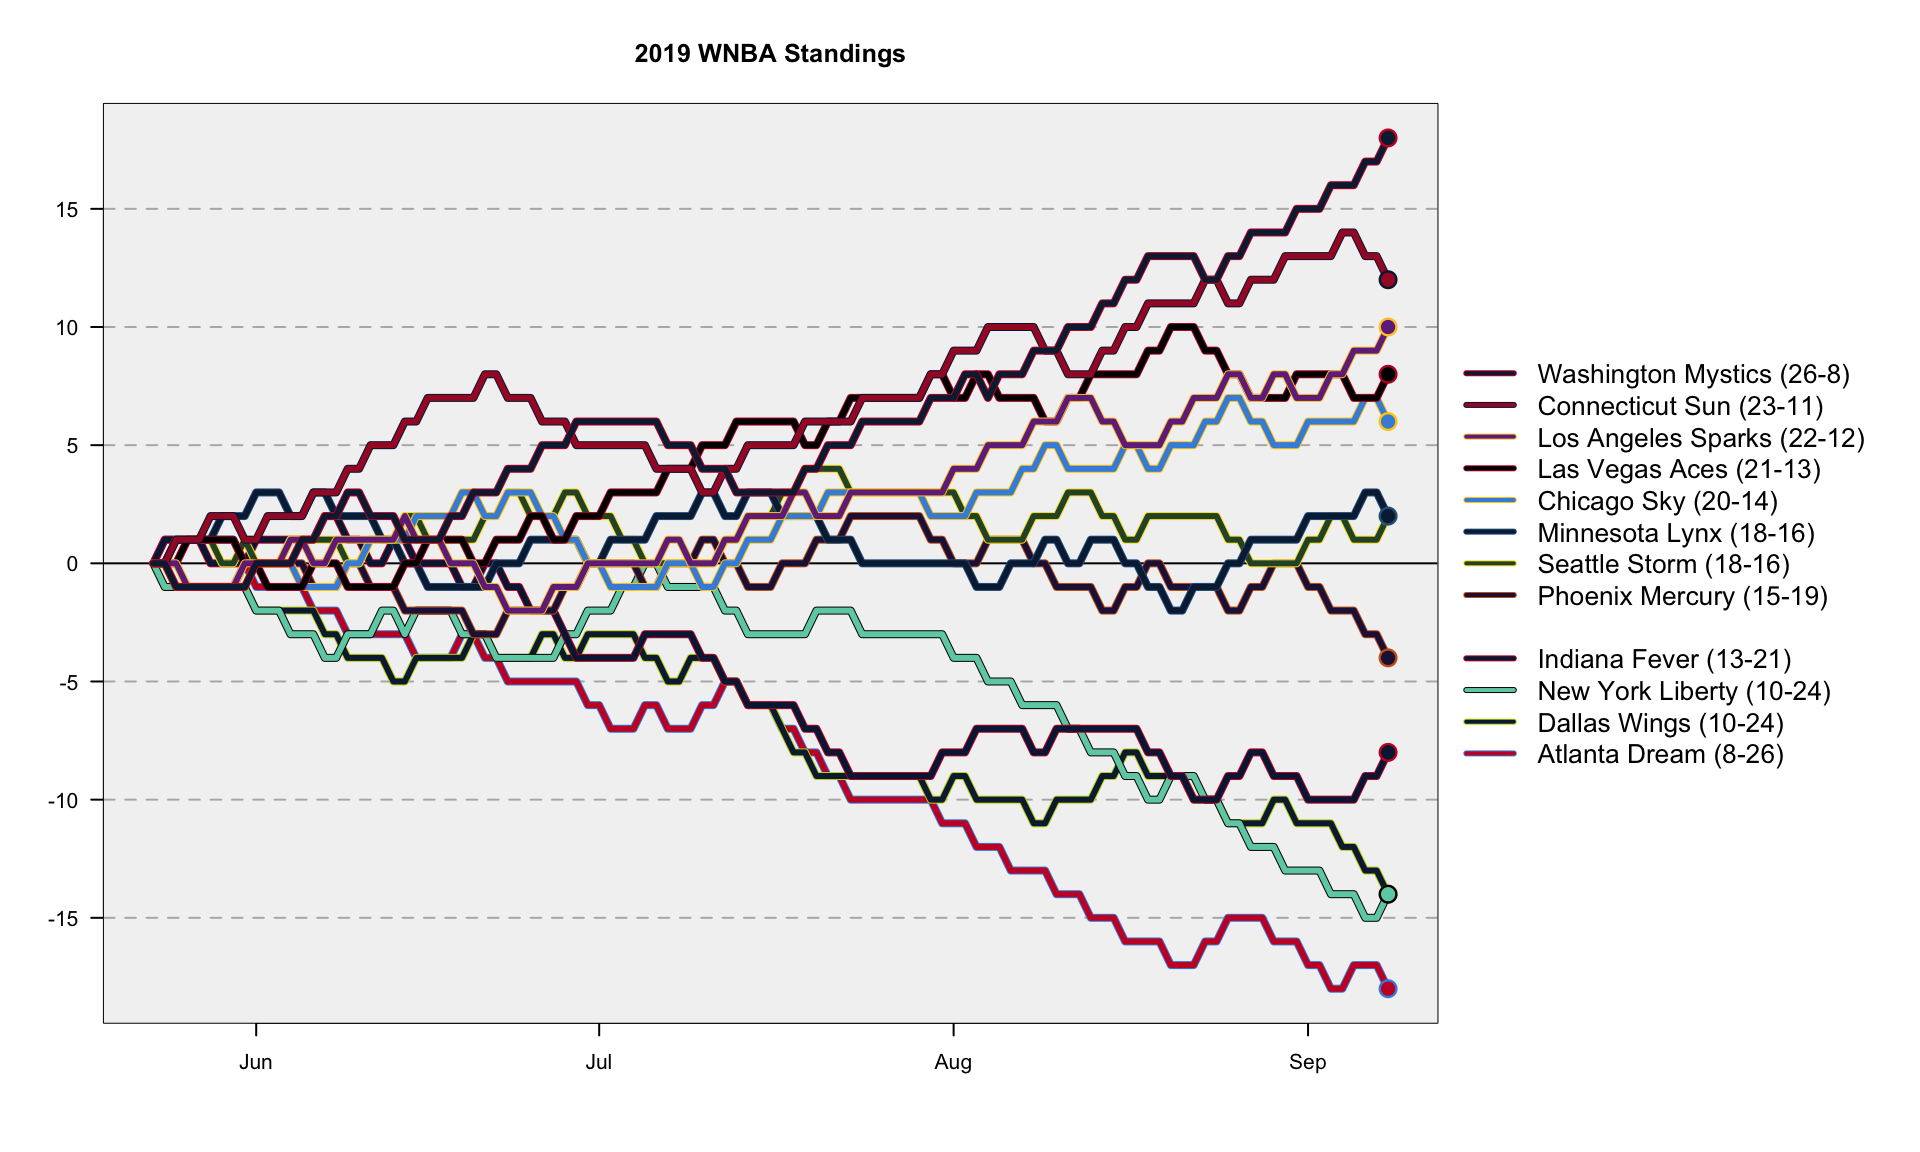 2019 WNBA Standings
15
10
5
0
-5
-10
-15
Jun
Jul
Aug
Sep
Washington Mystics (26-8)
Connecticut Sun (23-11)
Los Angeles Sparks (22-12)
Las Vegas Aces (21-13)
Chicago Sky (20-14)
Minnesota Lynx (18-16)
Seattle Storm (18-16)
Phoenix Mercury (15-19)
Indiana Fever (13-21)
New York Liberty (10-24)
Dallas Wings (10-24)
Atlanta Dream (8-26)